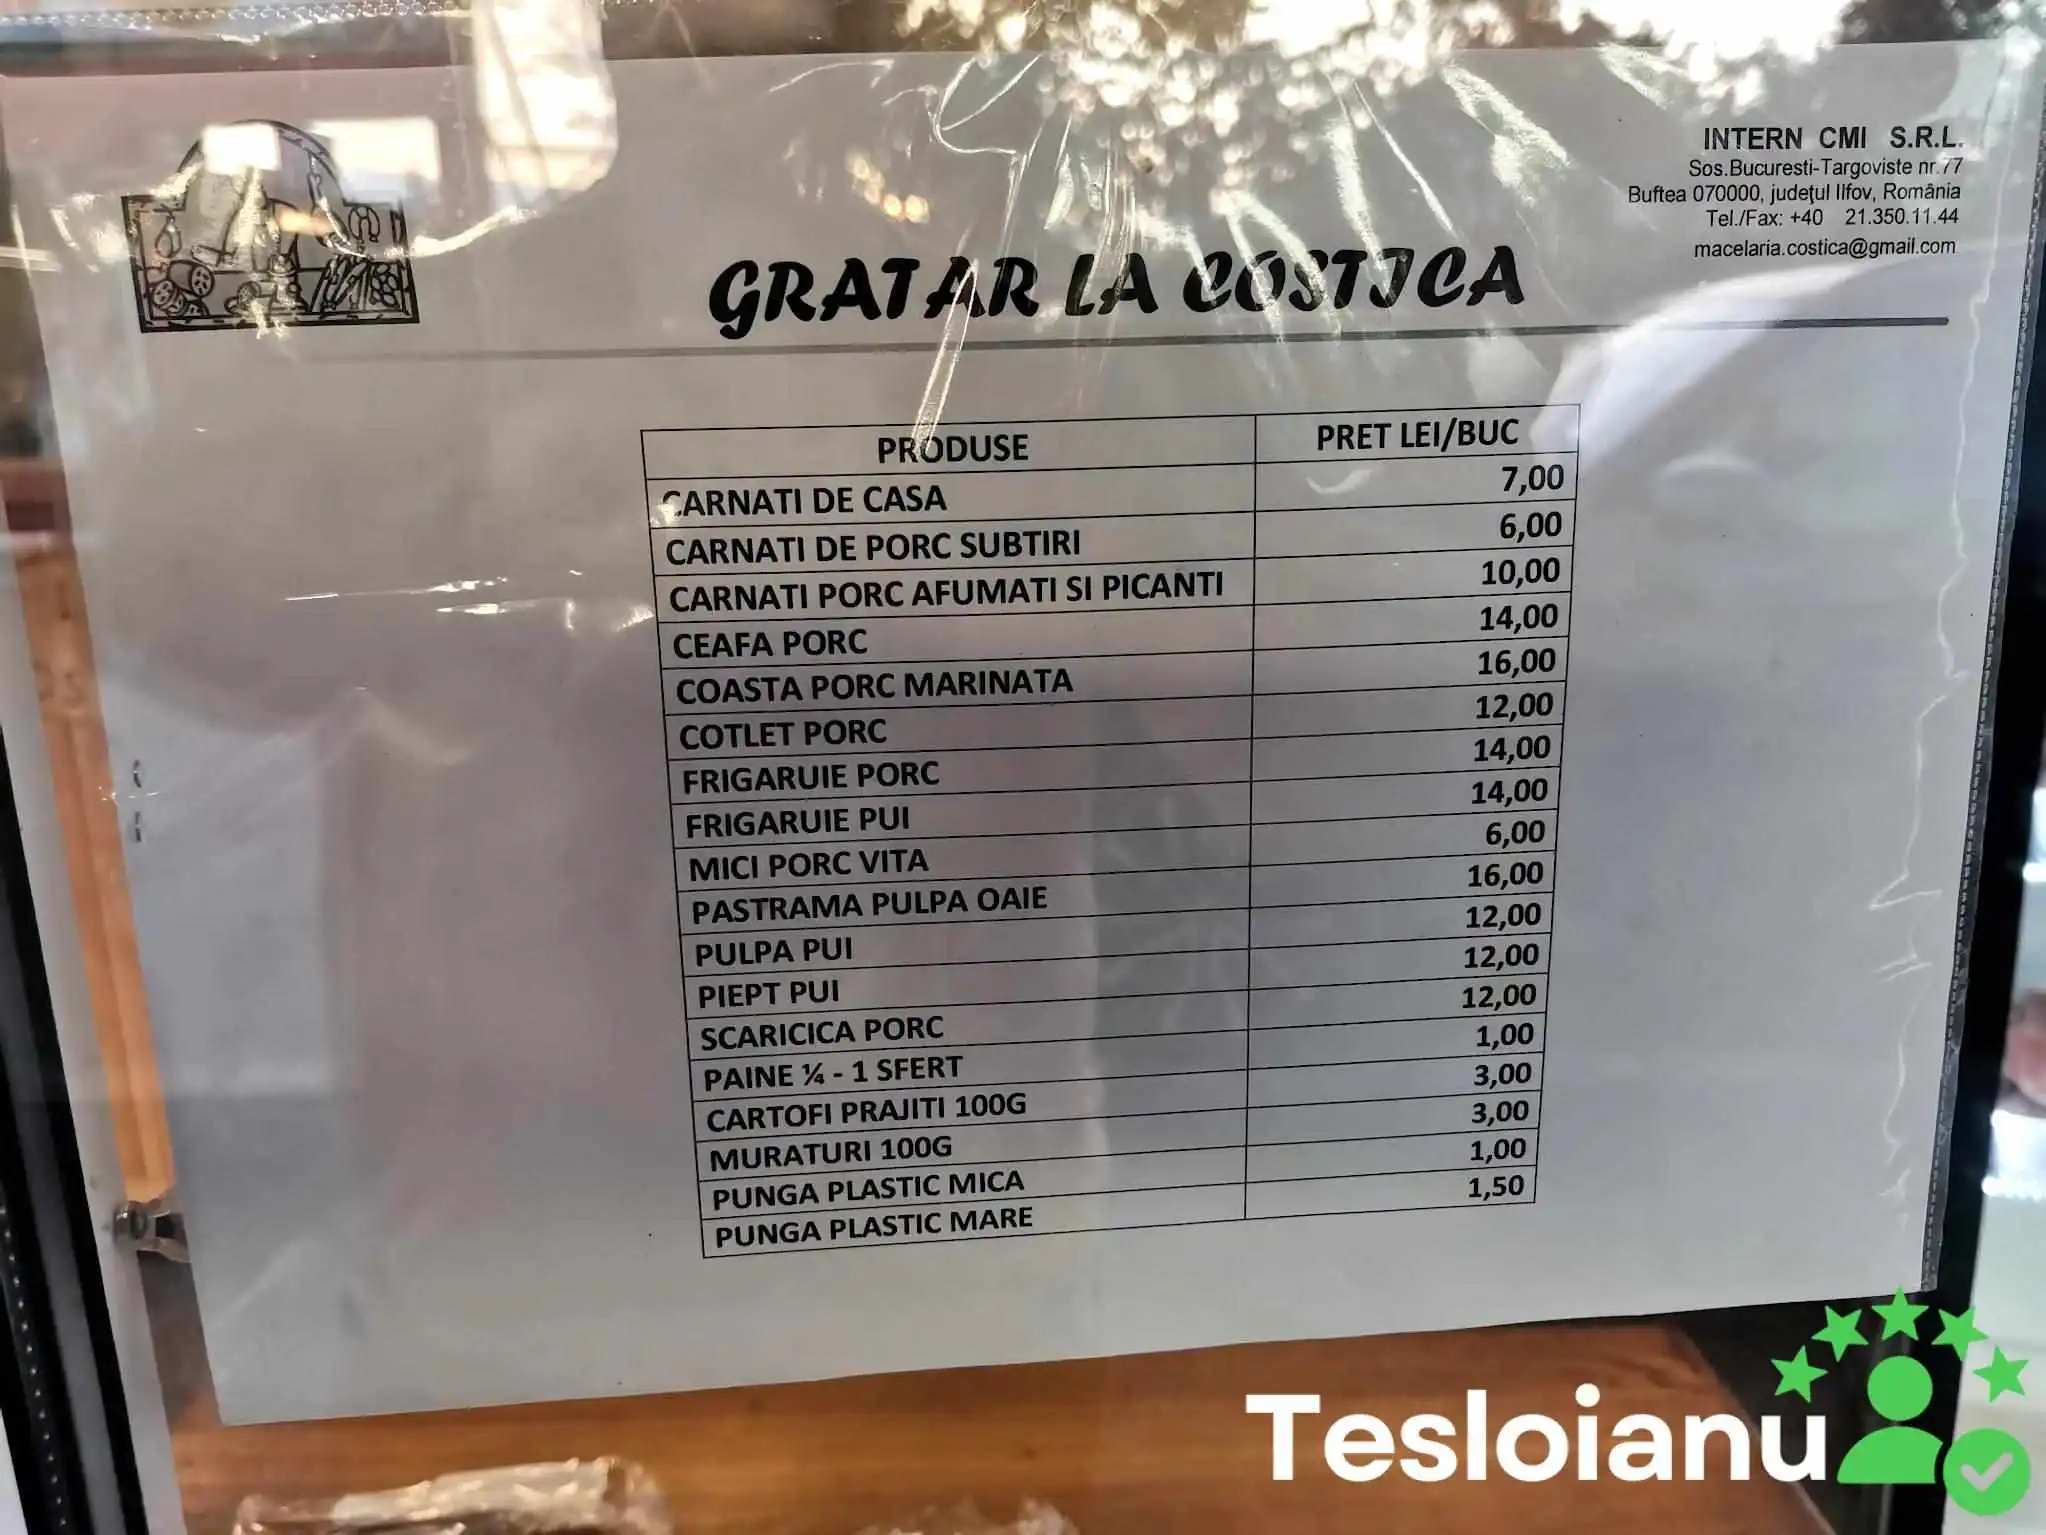 INTERN CMI S.R.L.
Sos.Bucuresti-Targoviste nr.77
Buftea 070000, judeţul Ilfov, România
Tel./Fax: +40 21.350.11.44
macelaria.costica@gmail.com
GRATAR LA COSTICA
PRODUSE PRET LEI/BUC
CARNATI DE CASA 7,00
CARNATI DE PORC SUBTIRI 6,00
CARNATI PORC AFUMATI SI PICANTI 10,00
CEAFA PORC 14,00
COASTA PORC MARINATA 16,00
COTLET PORC 12,00
FRIGARUIE PORC 14,00
FRIGARUIE PUI 14,00
MICI PORC VITA 6,00
PASTRAMA PULPA OAIE 16,00
PULPA PUI 12,00
PIEPT PUI 12,00
SCARICICA PORC 12,00
PAINE ¼ - 1 SFERT 1,00
CARTOFI PRAJITI 100G 3,00
MURATURI 100G 3,00
PUNGA PLASTIC MICA 1,00
PUNGA PLASTIC MARE 1,50
Tesloianu